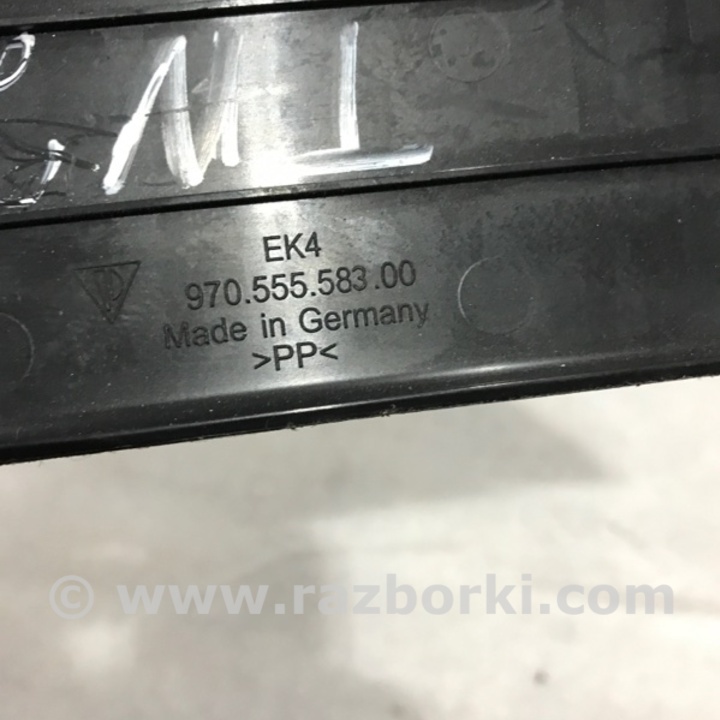 EK4
970.555.583.00
Made in Germany
>PP<
© www.razborki.com